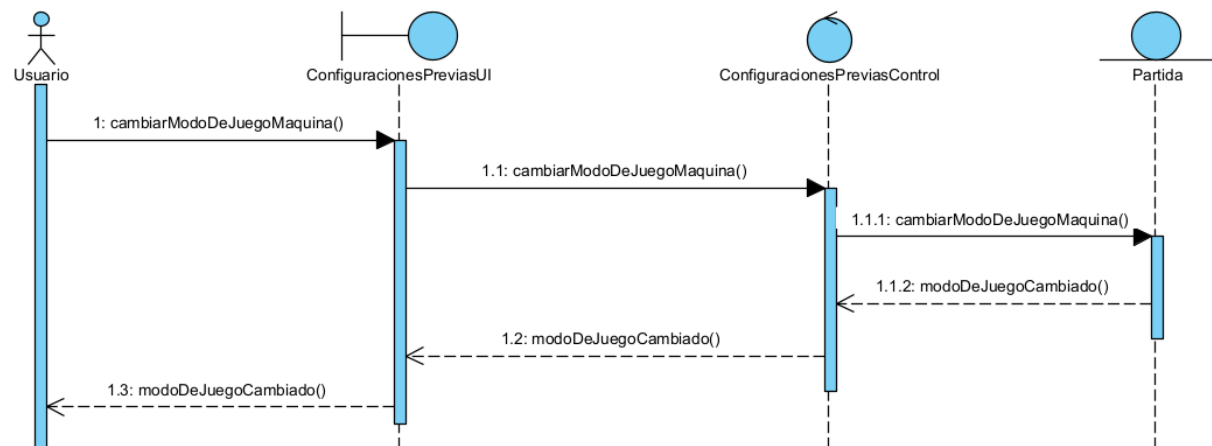 Usuario
ConfiguracionesPreviasUI
ConfiguracionesPreviasControl
Partida
1: cambiarModoDeJuegoMaquina()
1.1: cambiarModoDeJuegoMaquina()
1.1.1: cambiarModoDeJuegoMaquina()
1.1.2: modoDeJuegoCambiado()
1.2: modoDeJuegoCambiado()
1.3: modoDeJuegoCambiado()